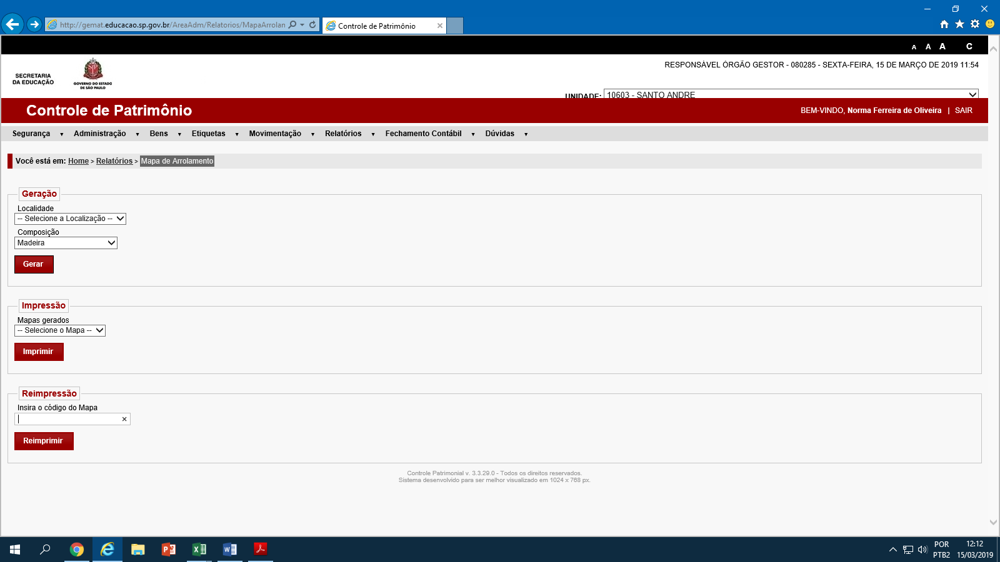 http://gemat.educacao.sp.gov.br/AreaAdm/Relatorios/MapaArrolan
Controle de Patrimônio
A A A C
SECRETARIA
DA EDUCAÇÃO
GOVERNO DO ESTADO
DE SÃO PAULO
RESPONSÁVEL ÓRGÃO GESTOR - 080285 - SEXTA-FEIRA, 15 DE MARÇO DE 2019 11:54
UNIDADE: 10603 - SANTO ANDRE
Controle de Patrimônio
BEM-VINDO, Norma Ferreira de Oliveira | SAIR
Segurança Administração Bens Etiquetas Movimentação Relatórios Fechamento Contábil Dúvidas
Você está em: Home > Relatórios > Mapa de Arrolamento
Geração
Localidade
-- Selecione a Localização --
Composição
Madeira
Gerar
Impressão
Mapas gerados
-- Selecione o Mapa --
Imprimir
Reimpressão
Insira o código do Mapa
Reimprimir
Controle Patrimonial v. 3.3.29.0 - Todos os direitos reservados.
Sistema desenvolvido para ser melhor visualizado em 1024 x 768 px.
POR
PTB2
12:12
15/03/2019